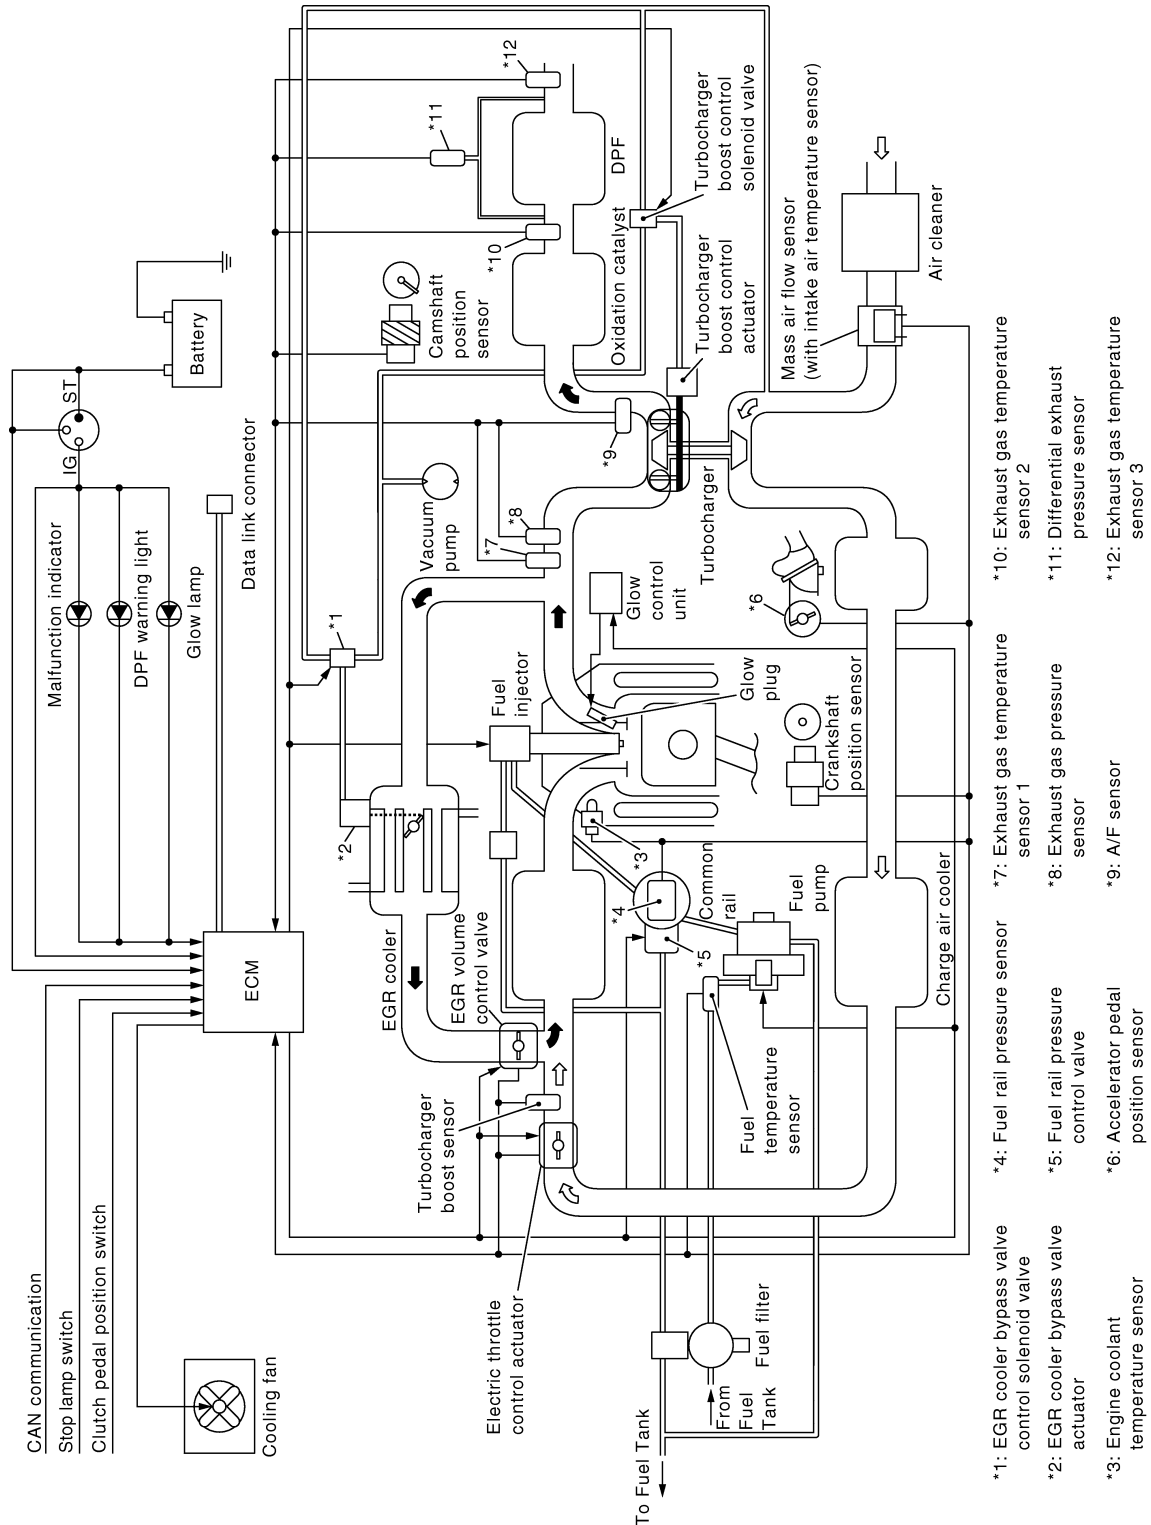 CAN communication
Stop lamp switch
Clutch pedal position switch
Cooling fan
Malfunction indicator
DPF warning light
Glow lamp
Data link connector
IG
ST
Battery
ECM
EGR cooler
EGR volume
control valve
Turbocharger
boost sensor
Electric throttle
control actuator
*1
*2
Fuel
injector
Vacuum
pump
*7
*8
*9
Camshaft
position
sensor
*10
*11
*12
Oxidation catalyst
DPF
Turbocharger
boost control
solenoid valve
Turbocharger
boost control
actuator
Turbocharger
Glow
control
unit
Glow
plug
*3
*4
*5
Common
rail
Fuel
pump
Fuel
temperature
sensor
Fuel filter
From
Fuel
Tank
To Fuel Tank
Crankshaft
position sensor
*6
Mass air flow sensor
(with intake air temperature sensor)
Air cleaner
Charge air cooler
*1: EGR cooler bypass valve
control solenoid valve
*2: EGR cooler bypass valve
actuator
*3: Engine coolant
temperature sensor
*4: Fuel rail pressure sensor
*5: Fuel rail pressure
control valve
*6: Accelerator pedal
position sensor
*7: Exhaust gas temperature
sensor 1
*8: Exhaust gas pressure
sensor
*9: A/F sensor
*10: Exhaust gas temperature
sensor 2
*11: Differential exhaust
pressure sensor
*12: Exhaust gas temperature
sensor 3